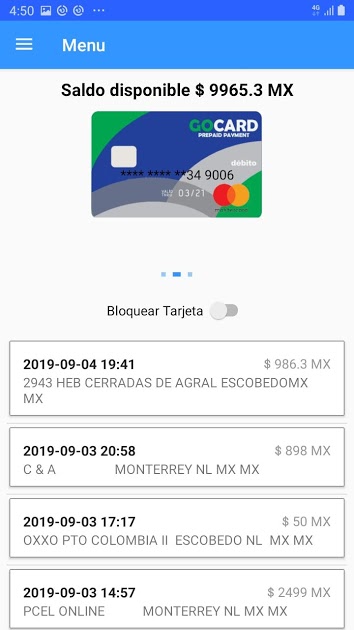 4:50 ... 4G
Menu
Saldo disponible $ 9965.3 MX
GOCARD
PREPAID PAYMENT
débito
**** **** **34 9006
03/21
Bloquear Tarjeta
2019-09-04 19:41 $ 986.3 MX
2943 HEB CERRADAS DE AGRAL ESCOBEDOMX
MX
2019-09-03 20:58 $ 898 MX
C & A MONTERREY NL MX MX
2019-09-03 17:17 $ 50 MX
OXXO PTO COLOMBIA II ESCOBEDO NL MX MX
2019-09-03 14:57 $ 2499 MX
PCEL ONLINE MONTERREY NL MX MX